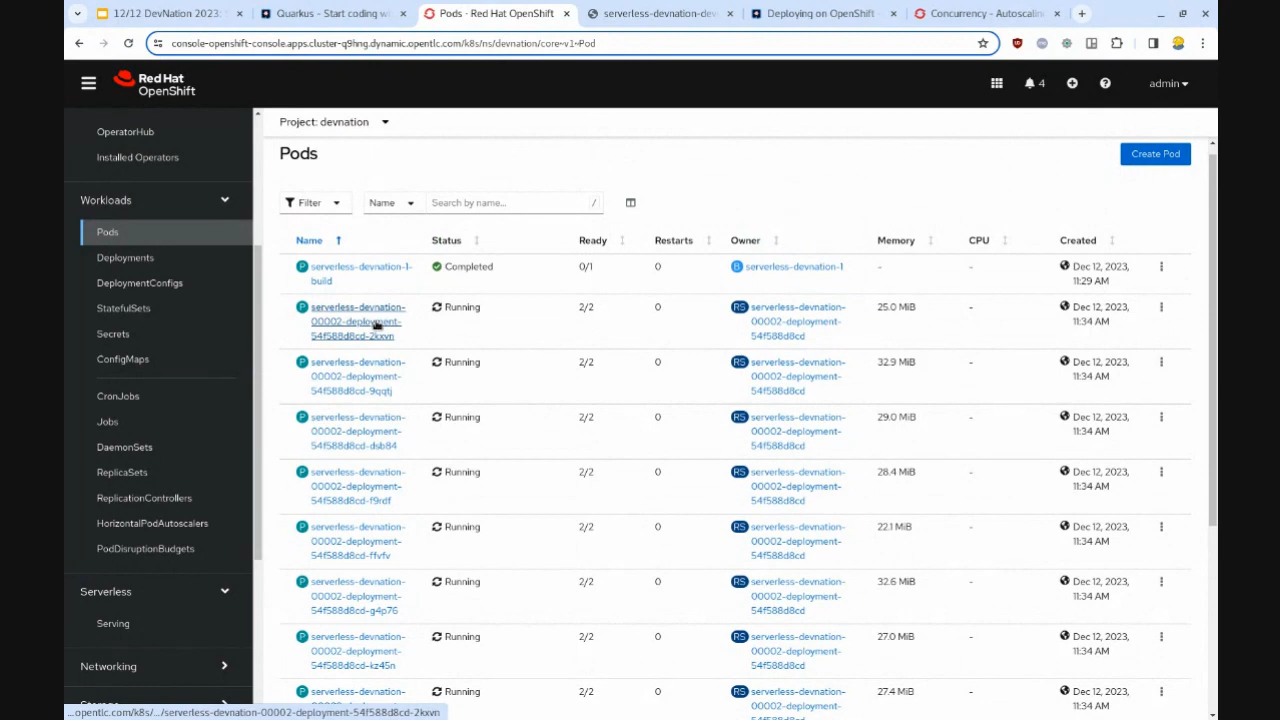 12/12 DevNation 2023:
Quarkus - Start coding w
Pods - Red Hat OpenShift
serverless-devnation-dev
Deploying on OpenShift -
Concurrency - Autoscalin
console-openshift-console.apps.cluster-q9hng.dynamic.opentlc.com/k8s/ns/devnation/core~v1~Pod
Red Hat
OpenShift
4
admin
OperatorHub
Installed Operators
Workloads
Pods
Deployments
DeploymentConfigs
StatefulSets
Secrets
ConfigMaps
CronJobs
Jobs
DaemonSets
ReplicaSets
ReplicationControllers
HorizontalPodAutoscalers
PodDisruptionBudgets
Serverless
Serving
Networking
Project: devnation
Pods
Create Pod
Filter Name Search by name... /
Name Status Ready Restarts Owner Memory CPU Created
P serverless-devnation-1- Completed 0/1 0 B serverless-devnation-1 - - Dec 12, 2023,
build 11:29 AM
P serverless-devnation- Running 2/2 0 RS serverless-devnation- 25.0 MiB - Dec 12, 2023,
00002-deployment- 00002-deployment- 11:34 AM
54f588d8cd-2kxvn 54f588d8cd
P serverless-devnation- Running 2/2 0 RS serverless-devnation- 32.9 MiB - Dec 12, 2023,
00002-deployment- 00002-deployment- 11:34 AM
54f588d8cd-9qqtj 54f588d8cd
P serverless-devnation- Running 2/2 0 RS serverless-devnation- 29.0 MiB - Dec 12, 2023,
00002-deployment- 00002-deployment- 11:34 AM
54f588d8cd-dsb84 54f588d8cd
P serverless-devnation- Running 2/2 0 RS serverless-devnation- 28.4 MiB - Dec 12, 2023,
00002-deployment- 00002-deployment- 11:34 AM
54f588d8cd-f9rdf 54f588d8cd
P serverless-devnation- Running 2/2 0 RS serverless-devnation- 22.1 MiB - Dec 12, 2023,
00002-deployment- 00002-deployment- 11:34 AM
54f588d8cd-ffvfv 54f588d8cd
P serverless-devnation- Running 2/2 0 RS serverless-devnation- 32.6 MiB - Dec 12, 2023,
00002-deployment- 00002-deployment- 11:34 AM
54f588d8cd-g4p76 54f588d8cd
P serverless-devnation- Running 2/2 0 RS serverless-devnation- 27.0 MiB - Dec 12, 2023,
00002-deployment- 00002-deployment- 11:34 AM
54f588d8cd-kz45n 54f588d8cd
P serverless-devnation- Running 2/2 0 RS serverless-devnation- 27.4 MiB - Dec 12, 2023,
00002-deployment- 00002-deployment- 11:34 AM
...opentlc.com/k8s/.../serverless-devnation-00002-deployment-54f588d8cd-2kxvn